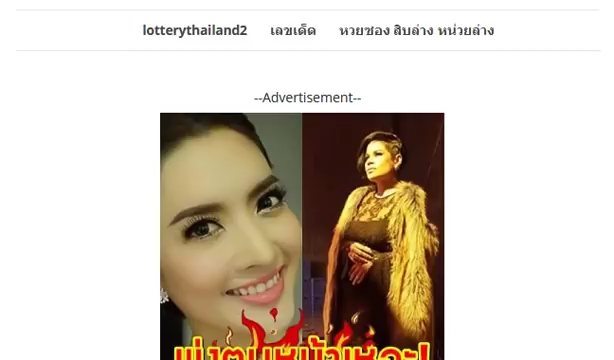 lotterythailand2 เลขเด็ด หวยซอง สิบล่าง หน่วยล่าง
--Advertisement--